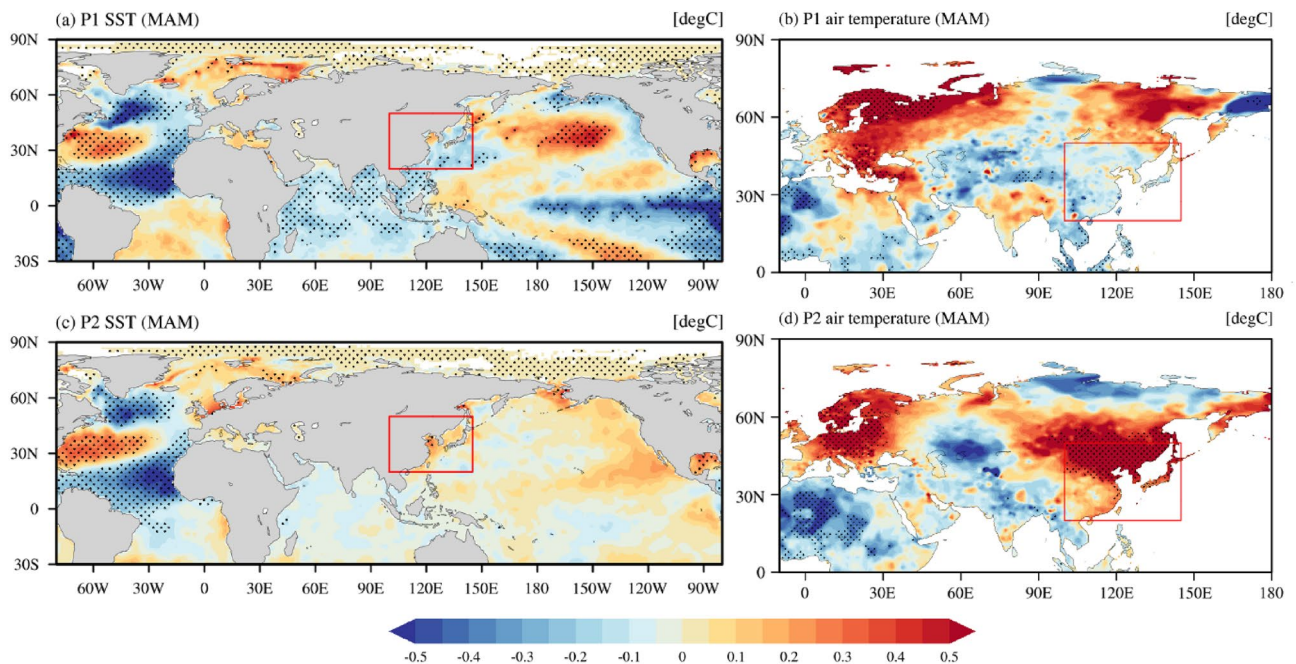 (a) P1 SST (MAM) [degC]
90N
60N
30N
0
30S
60W 30W 0 30E 60E 90E 120E 150E 180 150W 120W 90W
(b) P1 air temperature (MAM) [degC]
90N
60N
30N
0
0 30E 60E 90E 120E 150E 180
(c) P2 SST (MAM) [degC]
90N
60N
30N
0
30S
60W 30W 0 30E 60E 90E 120E 150E 180 150W 120W 90W
(d) P2 air temperature (MAM) [degC]
90N
60N
30N
0
0 30E 60E 90E 120E 150E 180
-0.5 -0.4 -0.3 -0.2 -0.1 0 0.1 0.2 0.3 0.4 0.5